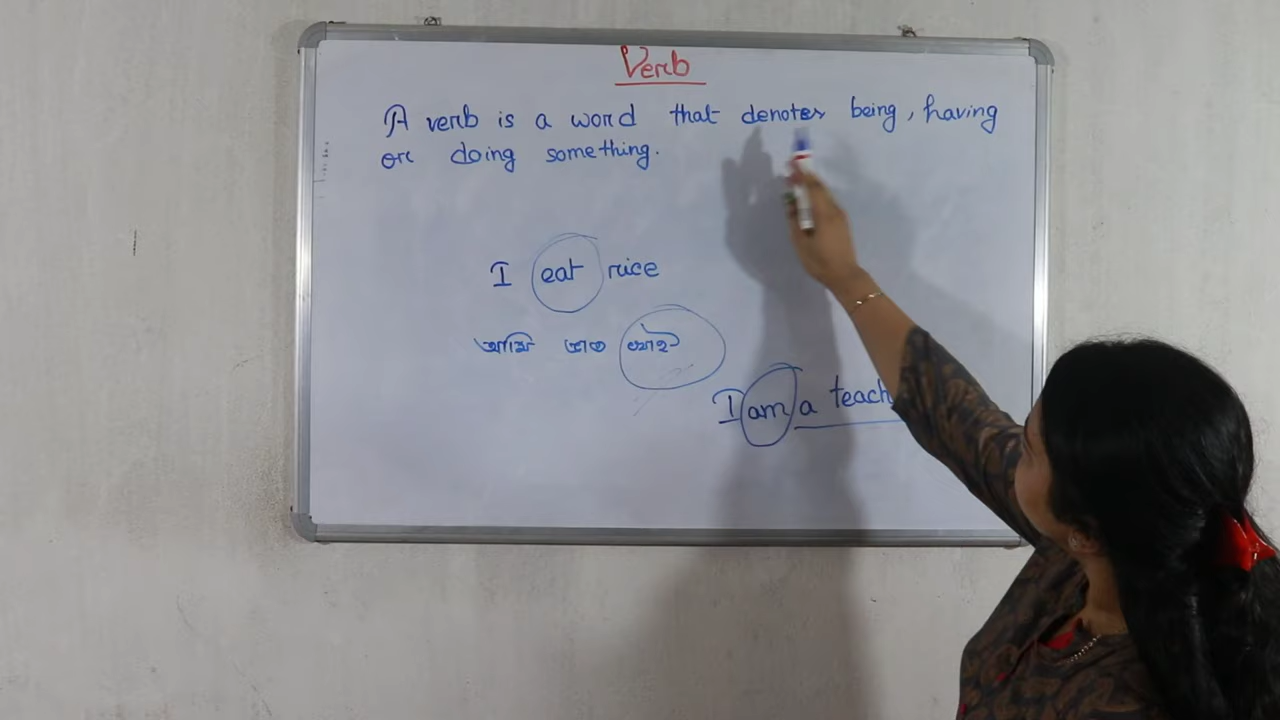 Verb
A verb is a word that denotes being, having
or doing something.
I eat rice
আমি ভাত খাই
I am a teach